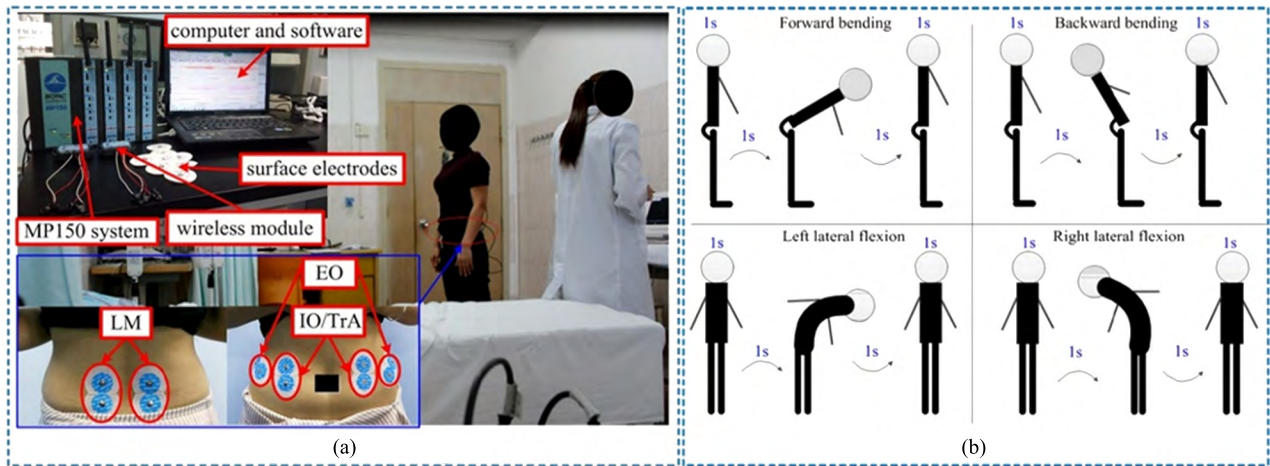 computer and software
BIOPAC
MP150
surface electrodes
MP150 system
wireless module
EO
LM
IO/TrA
(a)
Forward bending
1s
1s
1s
1s
Backward bending
1s
1s
1s
1s
Left lateral flexion
1s
1s
1s
1s
Right lateral flexion
1s
1s
1s
1s
(b)